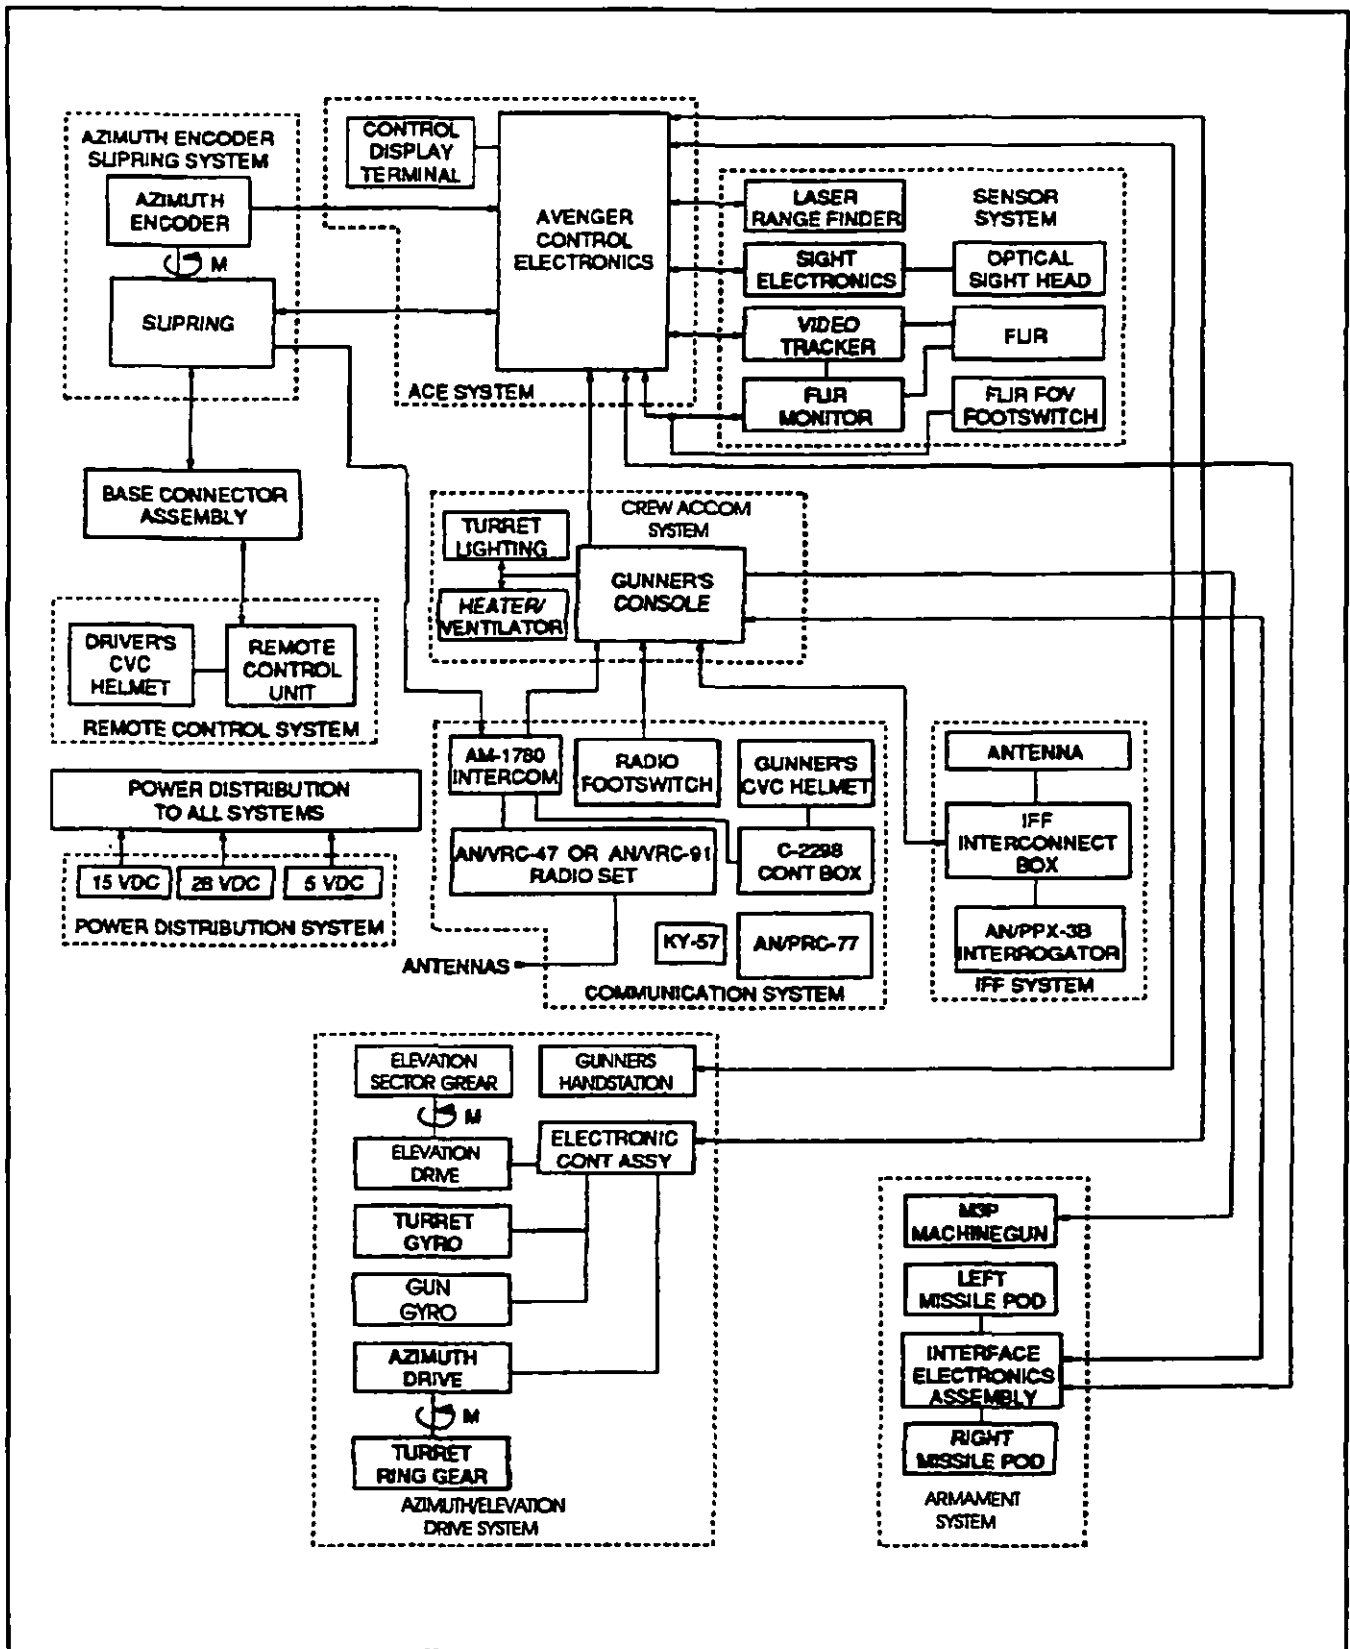 AZIMUTH ENCODER
SLIPRING SYSTEM
AZIMUTH
ENCODER
M
SLIPRING
CONTROL
DISPLAY
TERMINAL
AVENGER
CONTROL
ELECTRONICS
ACE SYSTEM
LASER
RANGE FINDER
SENSOR
SYSTEM
SIGHT
ELECTRONICS
OPTICAL
SIGHT HEAD
VIDEO
TRACKER
FLIR
FLIR
MONITOR
FLIR FOV
FOOTSWITCH
BASE CONNECTOR
ASSEMBLY
CREW ACCOM
SYSTEM
TURRET
LIGHTING
GUNNER'S
CONSOLE
HEATER/
VENTILATOR
DRIVER'S
CVC
HELMET
REMOTE
CONTROL
UNIT
REMOTE CONTROL SYSTEM
AM-1780
INTERCOM
RADIO
FOOTSWITCH
GUNNER'S
CVC HELMET
AN/VRC-47 OR AN/VRC-91
RADIO SET
C-2298
CONT BOX
KY-57
AN/PRC-77
ANTENNAS
COMMUNICATION SYSTEM
ANTENNA
IFF
INTERCONNECT
BOX
AN/PPX-3B
INTERROGATOR
IFF SYSTEM
POWER DISTRIBUTION
TO ALL SYSTEMS
15 VDC
28 VDC
5 VDC
POWER DISTRIBUTION SYSTEM
ELEVATION
SECTOR GREAR
GUNNERS
HANDSTATION
M
ELEVATION
DRIVE
ELECTRONIC
CONT ASSY
TURRET
GYRO
GUN
GYRO
AZIMUTH
DRIVE
M
TURRET
RING GEAR
AZIMUTH/ELEVATION
DRIVE SYSTEM
M3P
MACHINEGUN
LEFT
MISSILE POD
INTERFACE
ELECTRONICS
ASSEMBLY
RIGHT
MISSILE POD
ARMAMENT
SYSTEM